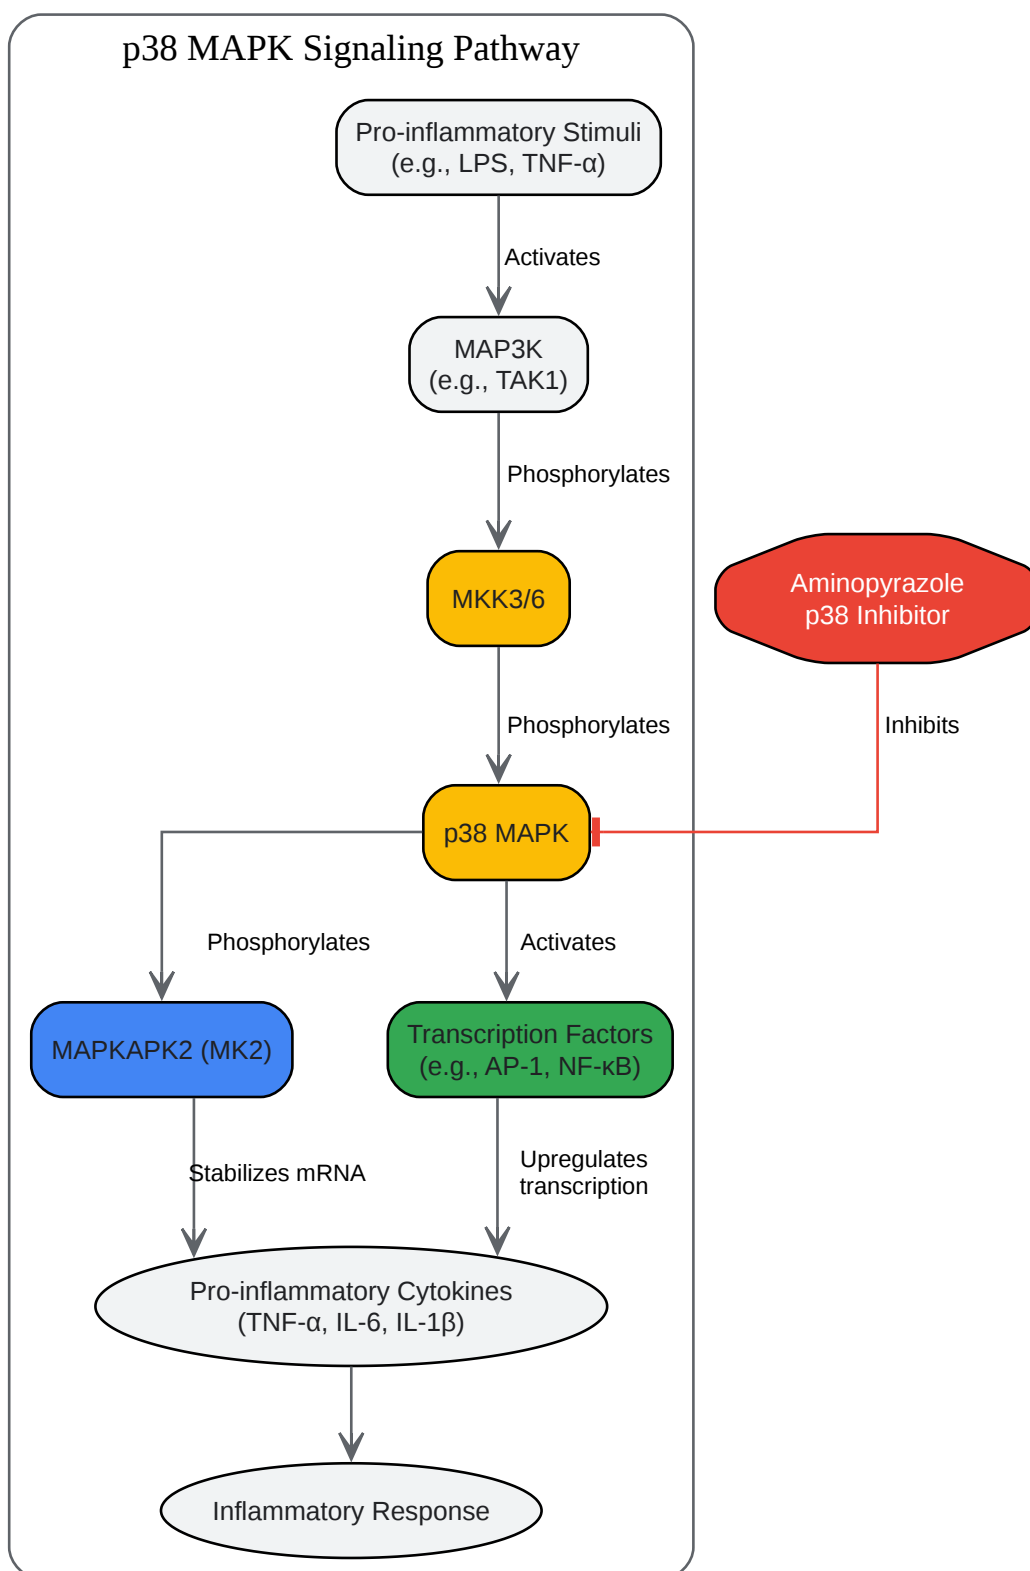 p38 MAPK Signaling Pathway
Pro-inflammatory Stimuli
(e.g., LPS, TNF-α)
Activates
MAP3K
(e.g., TAK1)
Phosphorylates
MKK3/6
Aminopyrazole
p38 Inhibitor
Phosphorylates
Inhibits
p38 MAPK
Phosphorylates
Activates
MAPKAPK2 (MK2)
Transcription Factors
(e.g., AP-1, NF-κB)
Stabilizes mRNA
Upregulates
transcription
Pro-inflammatory Cytokines
(TNF-α, IL-6, IL-1β)
Inflammatory Response